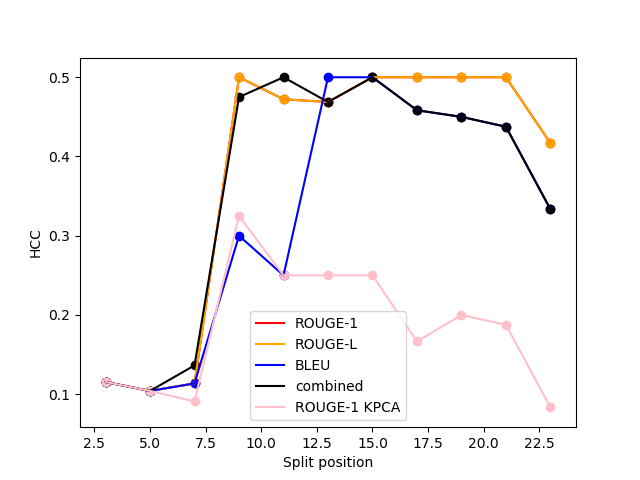 0.5
0.4
0.3
0.2
0.1
HCC
ROUGE-1
ROUGE-L
BLEU
combined
ROUGE-1 KPCA
2.5 5.0 7.5 10.0 12.5 15.0 17.5 20.0 22.5
Split position